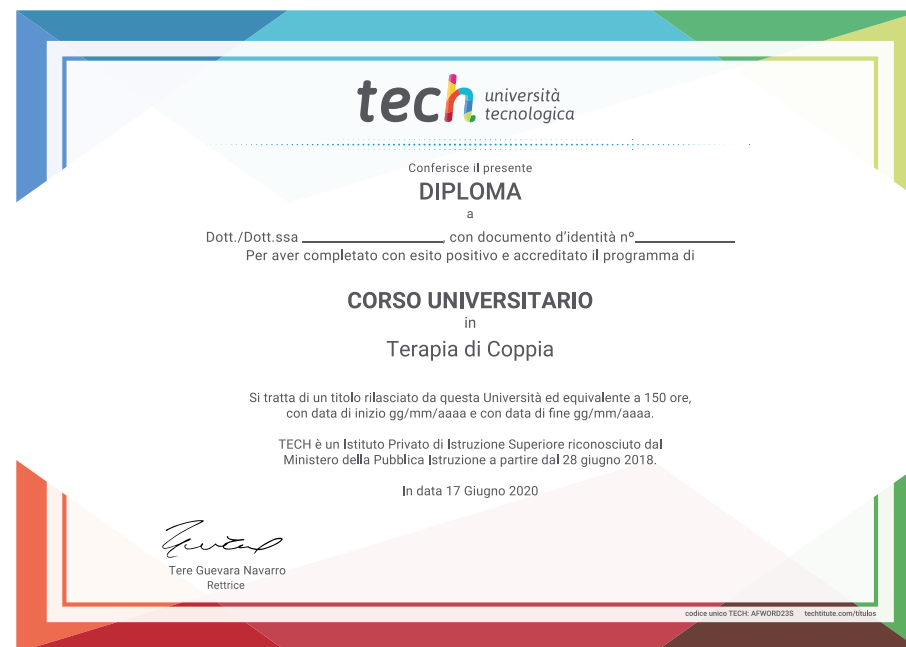 tech università
tecnologica
Conferisce il presente
DIPLOMA
a
Dott./Dott.ssa ________________, con documento d'identità nº____________
Per aver completato con esito positivo e accreditato il programma di
CORSO UNIVERSITARIO
in
Terapia di Coppia
Si tratta di un titolo rilasciato da questa Università ed equivalente a 150 ore,
con data di inizio gg/mm/aaaa e con data di fine gg/mm/aaaa.
TECH è un Istituto Privato di Istruzione Superiore riconosciuto dal
Ministero della Pubblica Istruzione a partire dal 28 giugno 2018.
In data 17 Giugno 2020
Tere Guevara Navarro
Rettrice
codice unico TECH: AFWORD23S techtitute.com/títulos